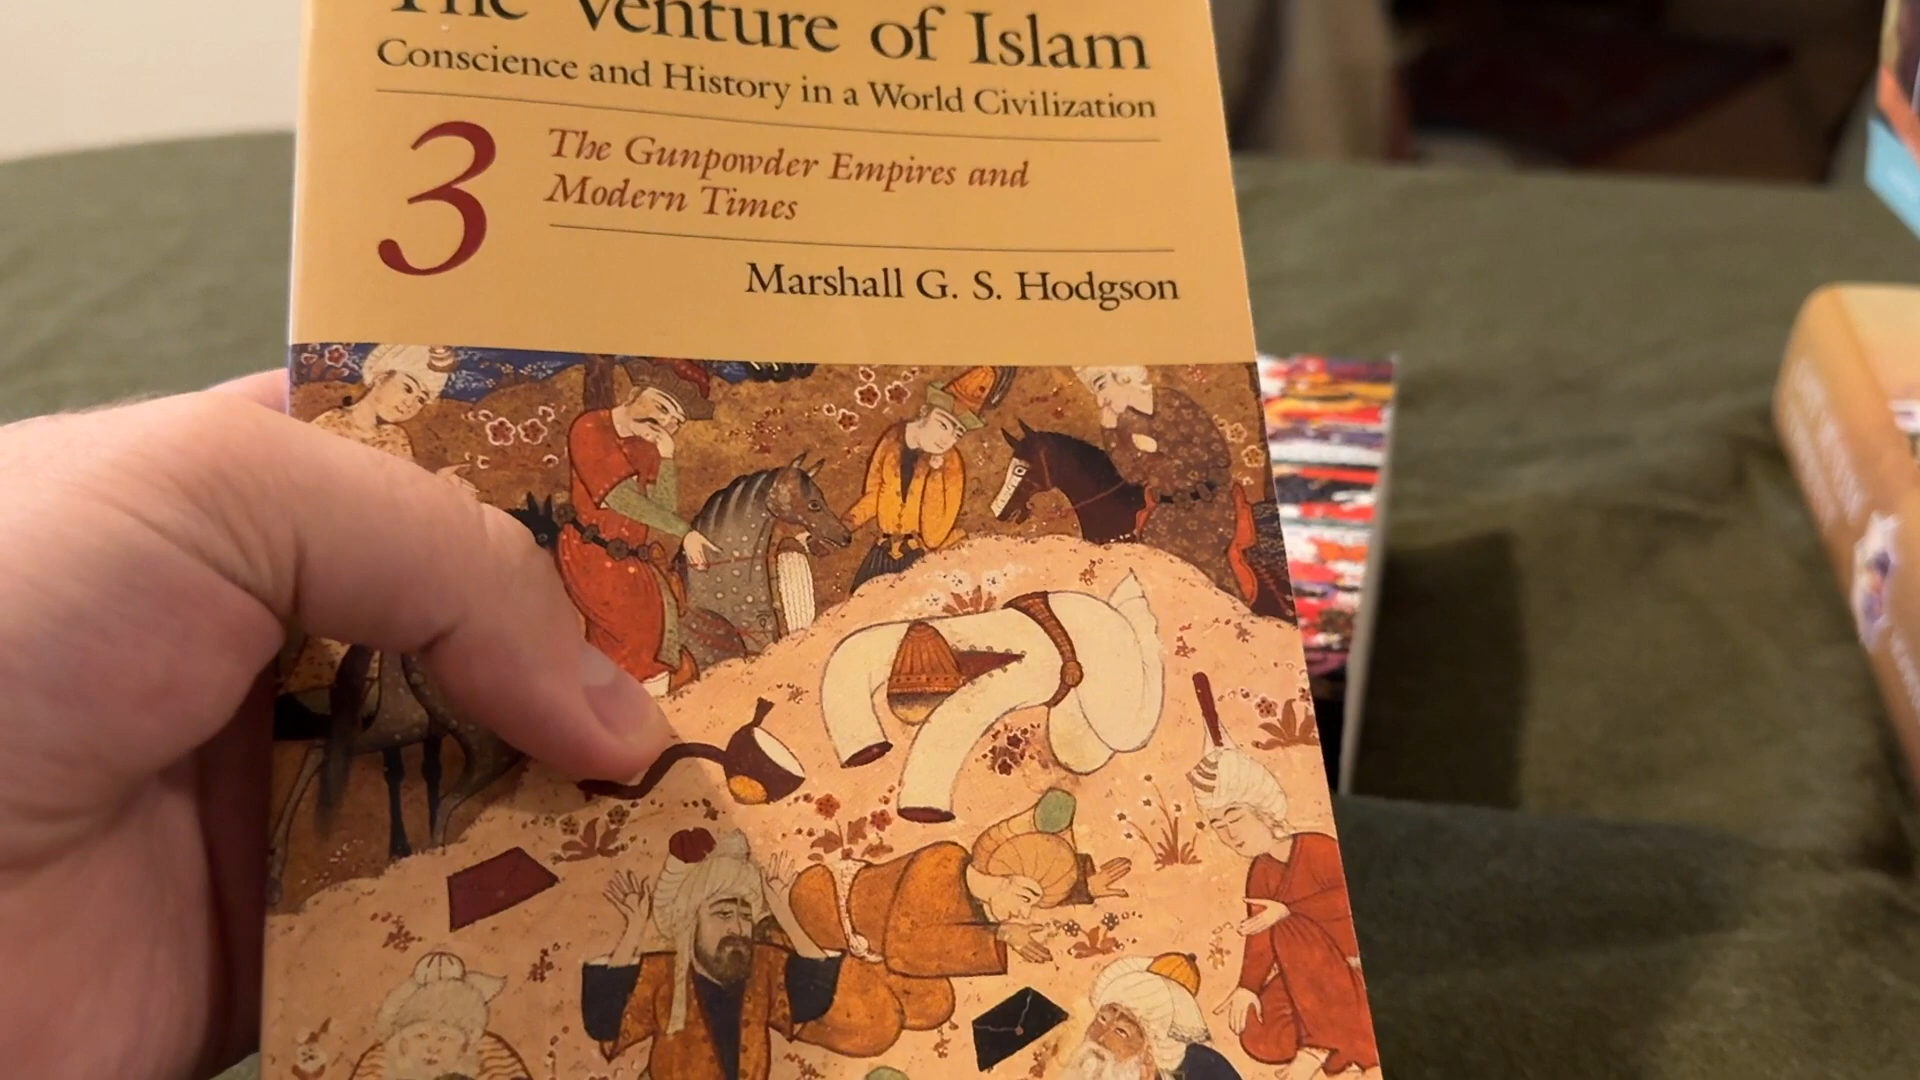 The Venture of Islam
Conscience and History in a World Civilization
3
The Gunpowder Empires and
Modern Times
Marshall G. S. Hodgson